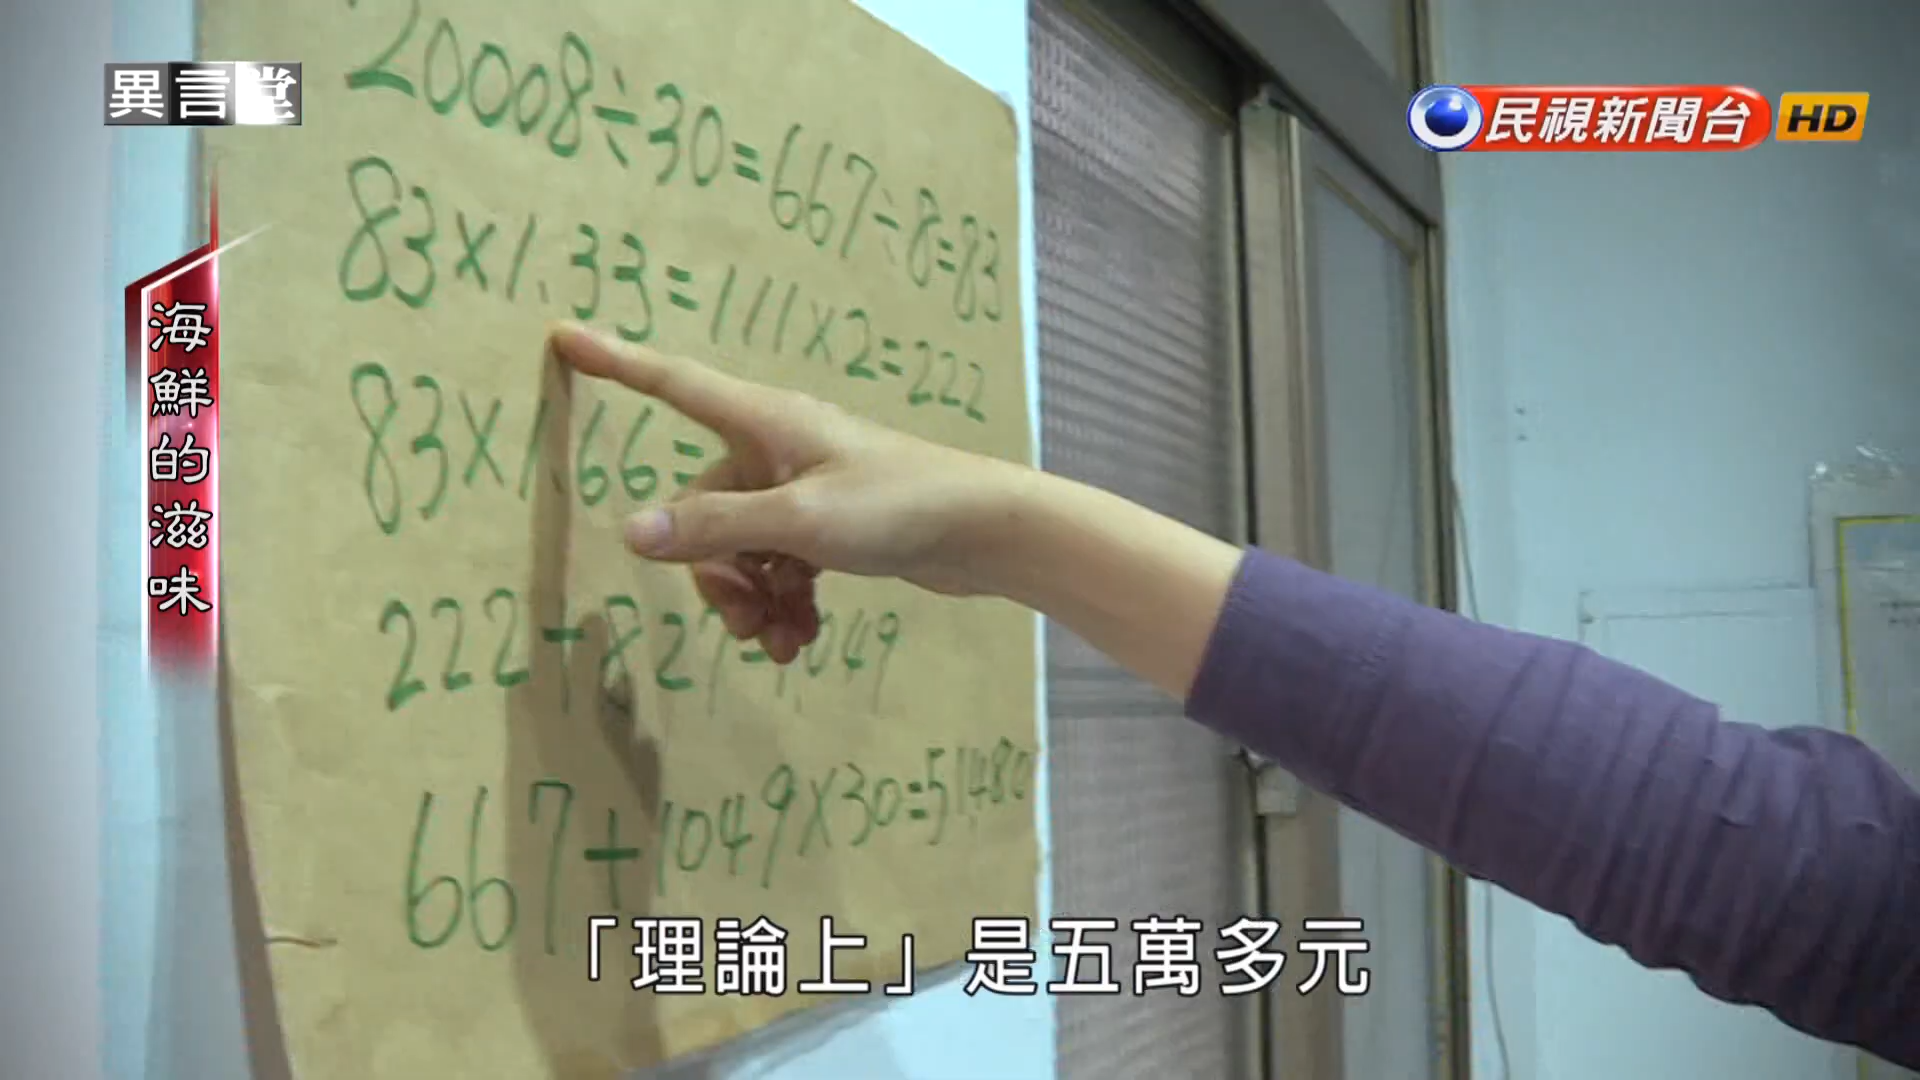 異言堂
民視新聞台 HD
海鮮的滋味
20008÷30=667÷8=83
83×1.33=111×2=222
83×1.66=
222+827=1049
667+1049×30=51480
「理論上」是五萬多元